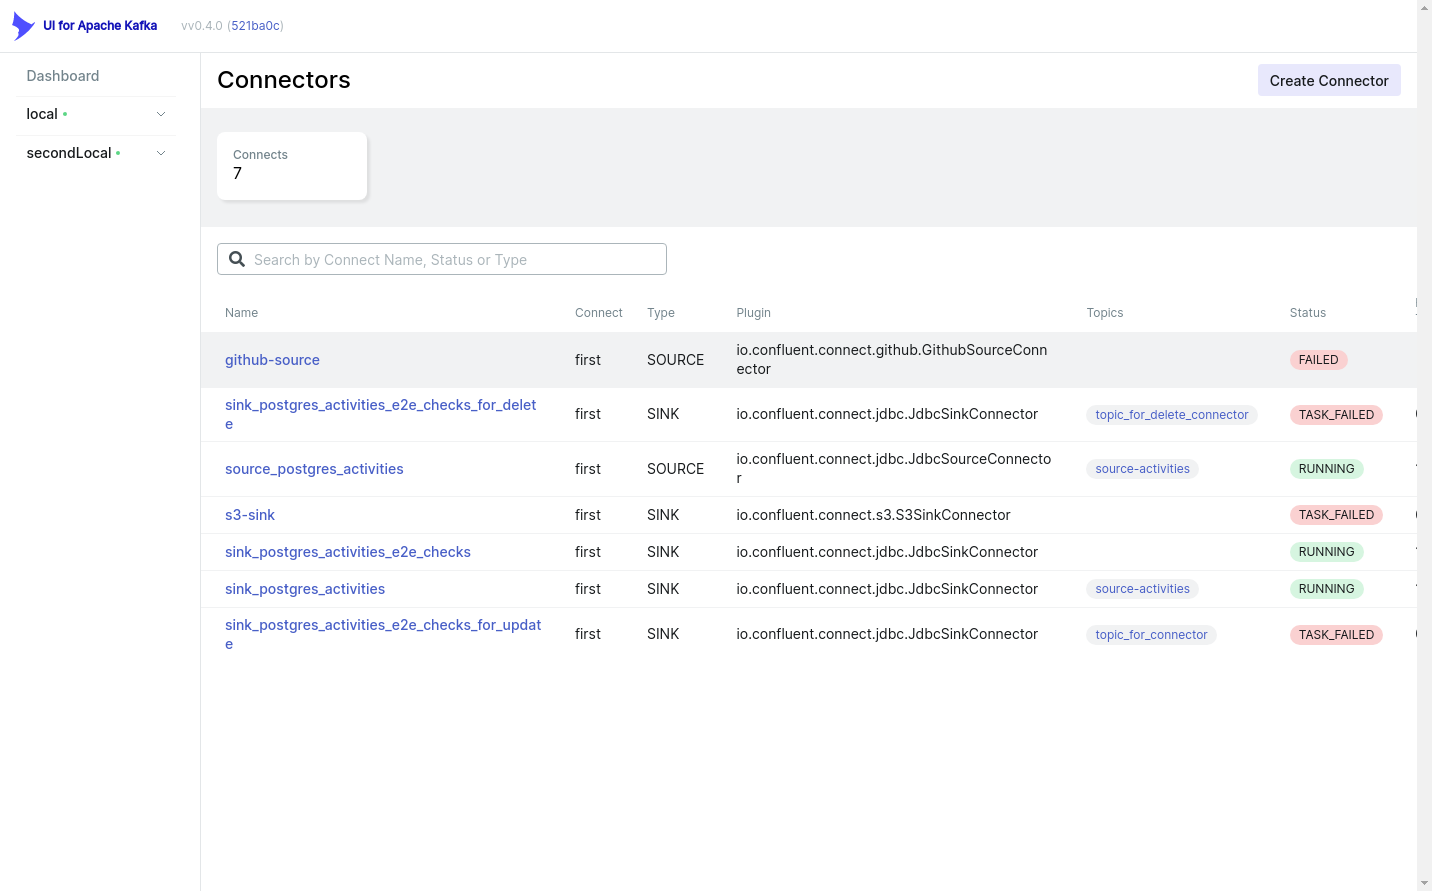 UI for Apache Kafka vv0.4.0 (521ba0c)
Dashboard
local
secondLocal
Connectors
Create Connector
Connects
7
Search by Connect Name, Status or Type
Name Connect Type Plugin Topics Status
github-source first SOURCE io.confluent.connect.github.GithubSourceConn
ector FAILED
sink_postgres_activities_e2e_checks_for_delet
e first SINK io.confluent.connect.jdbc.JdbcSinkConnector topic_for_delete_connector TASK_FAILED
source_postgres_activities first SOURCE io.confluent.connect.jdbc.JdbcSourceConnecto
r source-activities RUNNING
s3-sink first SINK io.confluent.connect.s3.S3SinkConnector TASK_FAILED
sink_postgres_activities_e2e_checks first SINK io.confluent.connect.jdbc.JdbcSinkConnector RUNNING
sink_postgres_activities first SINK io.confluent.connect.jdbc.JdbcSinkConnector source-activities RUNNING
sink_postgres_activities_e2e_checks_for_updat
e first SINK io.confluent.connect.jdbc.JdbcSinkConnector topic_for_connector TASK_FAILED